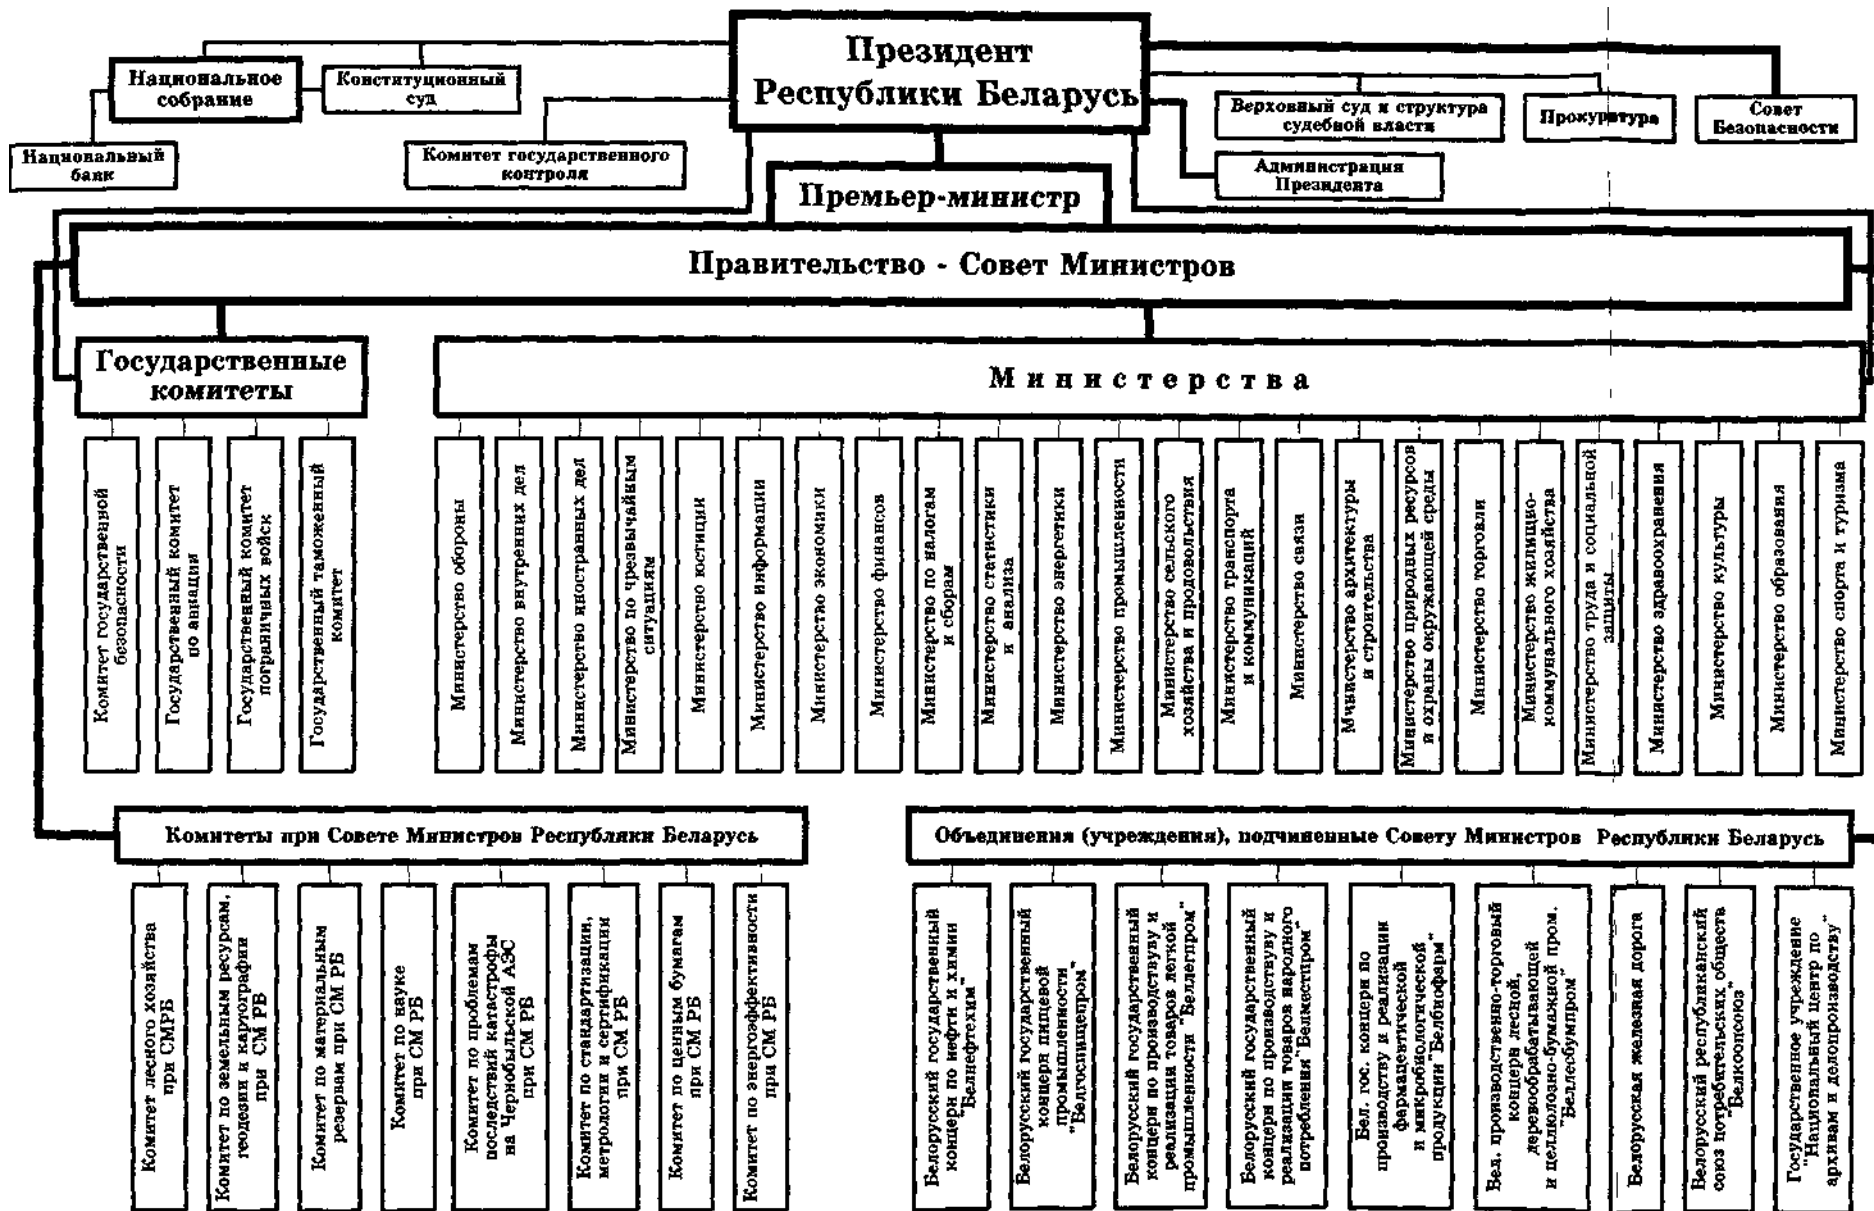 Президент
Республики Беларусь
Национальное
собрание
Конституционный
суд
Верховный суд и структура
судебной власти
Прокуратура
Совет
Безопасности
Национальный
банк
Комитет государственного
контроля
Администрация
Президента
Премьер-министр
Правительство - Совет Министров
Государственные
комитеты
Министерства
Комитет государственной
безопасности
Государственный комитет
по авиации
Государственный комитет
пограничных войск
Государственный таможенный
комитет
Министерство обороны
Министерство внутренних дел
Министерство иностранных дел
Министерство по чрезвычайным
ситуациям
Министерство юстиции
Министерство информации
Министерство экономики
Министерство финансов
Министерство по налогам
и сборам
Министерство статистики
и анализа
Министерство энергетики
Министерство промышленности
Министерство сельского
хозяйства и продовольствия
Министерство транспорта
и коммуникаций
Министерство связи
Министерство архитектуры
и строительства
Министерство природных ресурсов
и охраны окружающей среды
Министерство торговли
Министерство жилищно-
коммунального хозяйства
Министерство труда и социальной
защиты
Министерство здравоохранения
Министерство культуры
Министерство образования
Министерство спорта и туризма
Комитеты при Совете Министров Республики Беларусь
Объединения (учреждения), подчиненные Совету Министров Республики Беларусь
Комитет лесного хозяйства
при СМРБ
Комитет по земельным ресурсам,
геодезии и картографии
при СМ РБ
Комитет по материальным
резервам при СМ РБ
Комитет по науке
при СМ РБ
Комитет по проблемам
последствий катастрофы
на Чернобыльской АЭС
при СМ РБ
Комитет по стандартизации,
метрологии и сертификации
при СМ РБ
Комитет по ценным бумагам
при СМ РБ
Комитет по энергоэффективности
при СМ РБ
Белорусский государственный
концерн по нефти и химии
"Белнефтехим"
Белорусский государственный
концерн пищевой
промышленности
"Белгоспищепром"
Белорусский государственный
концерн по производству и
реализации товаров легкой
промышленности "Беллегпром"
Белорусский государственный
концерн по производству и
реализации товаров народного
потребления "Белместпром"
Бел. гос. концерн по
производству и реализации
фармацевтической
и микробиологической
продукции "Белбиофарм"
Бел. производственно-торговый
концерн лесной,
деревообрабатывающей
и целлюлозно-бумажной пром.
"Беллесбумпром"
Белорусская железная дорога
Белорусский республиканский
союз потребительских обществ
"Белкоопсоюз"
Государственное учреждение
"Национальный центр по
архивам и делопроизводству"